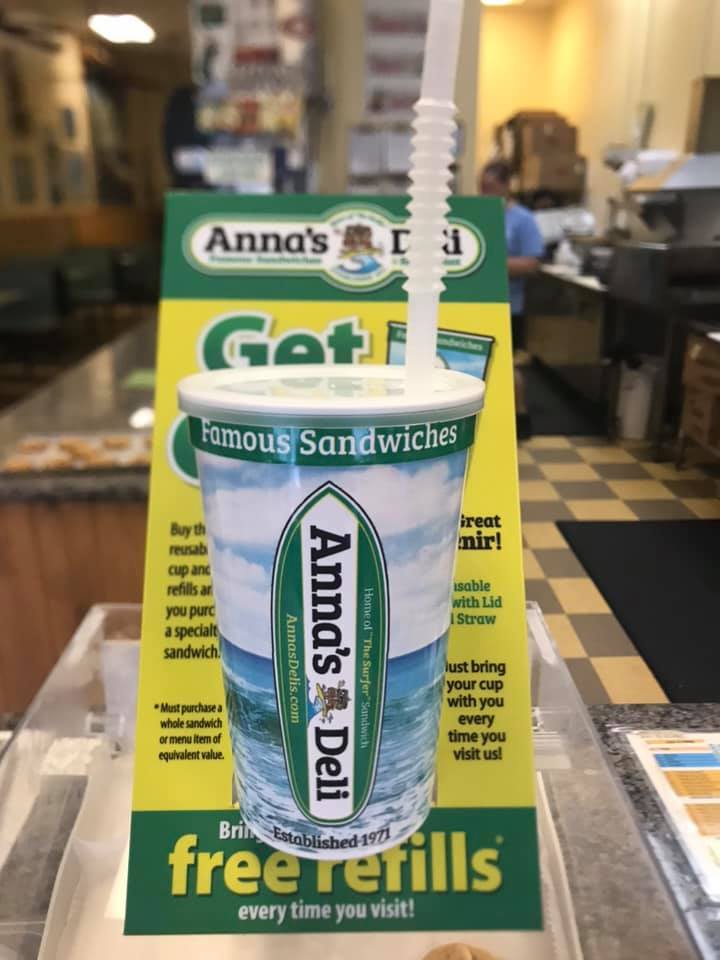 Anna's D li
Get
Famous Sandwiches
Anna's Deli
Home of "The Surfer" Sandwich
AnnasDelis.com
Established 1971
Buy th
reusab
cup and
refills a
you purc
a specialt
sandwich.
* Must purchase a
whole sandwich
or menu item of
equivalent value.
Great
enir!
usable
with Lid
l Straw
Just bring
your cup
with you
every
time you
visit us!
Brin
free refills*
every time you visit!